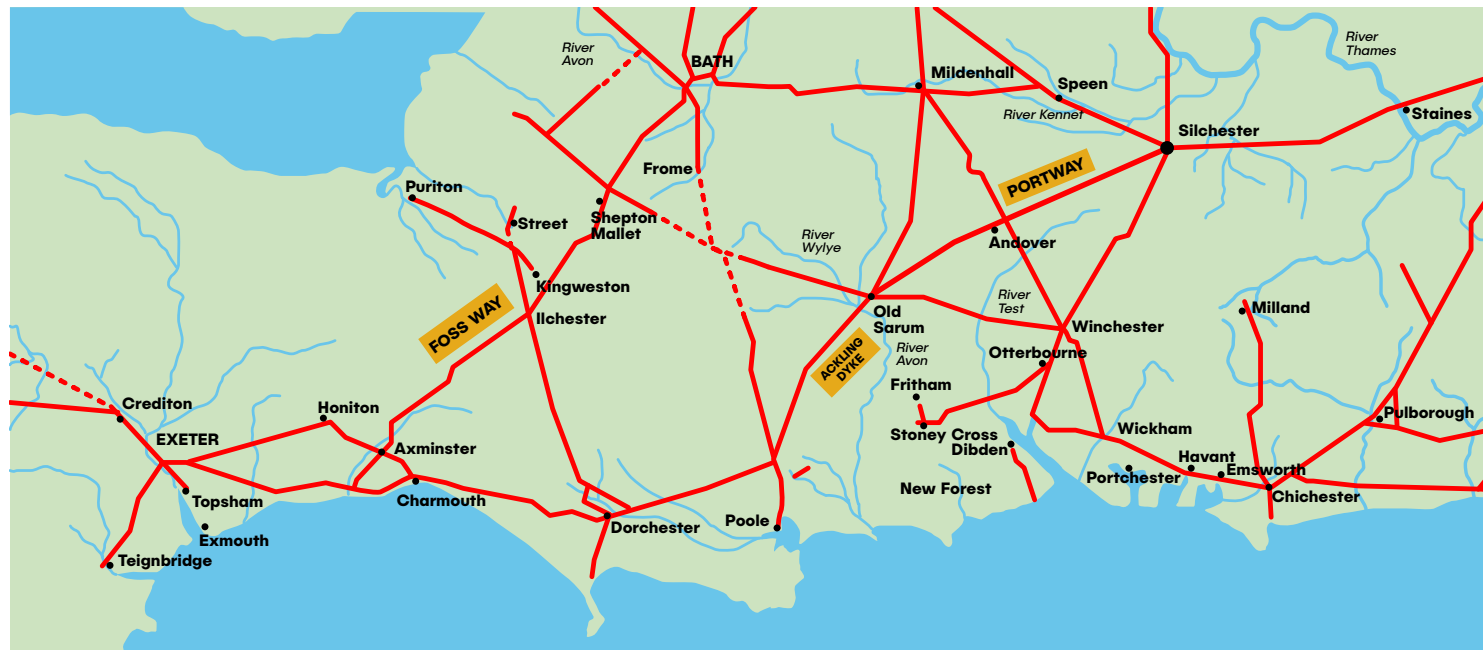 River
Avon
BATH
Mildenhall
Speen
River
Thames
River Kennet
Staines
Silchester
Frome
PORTWAY
Puriton
Street
Shepton
Mallet
River
Wylye
Andover
Kingweston
Ilchester
FOSS WAY
Old
Sarum
River
Test
Winchester
Milland
ACKLING
DYKE
River
Avon
Otterbourne
Fritham
Crediton
Honiton
EXETER
Axminster
Stoney Cross
Dibden
Wickham
Pulborough
Havant
Emsworth
Portchester
Chichester
Topsham
Charmouth
New Forest
Exmouth
Dorchester
Poole
Teignbridge